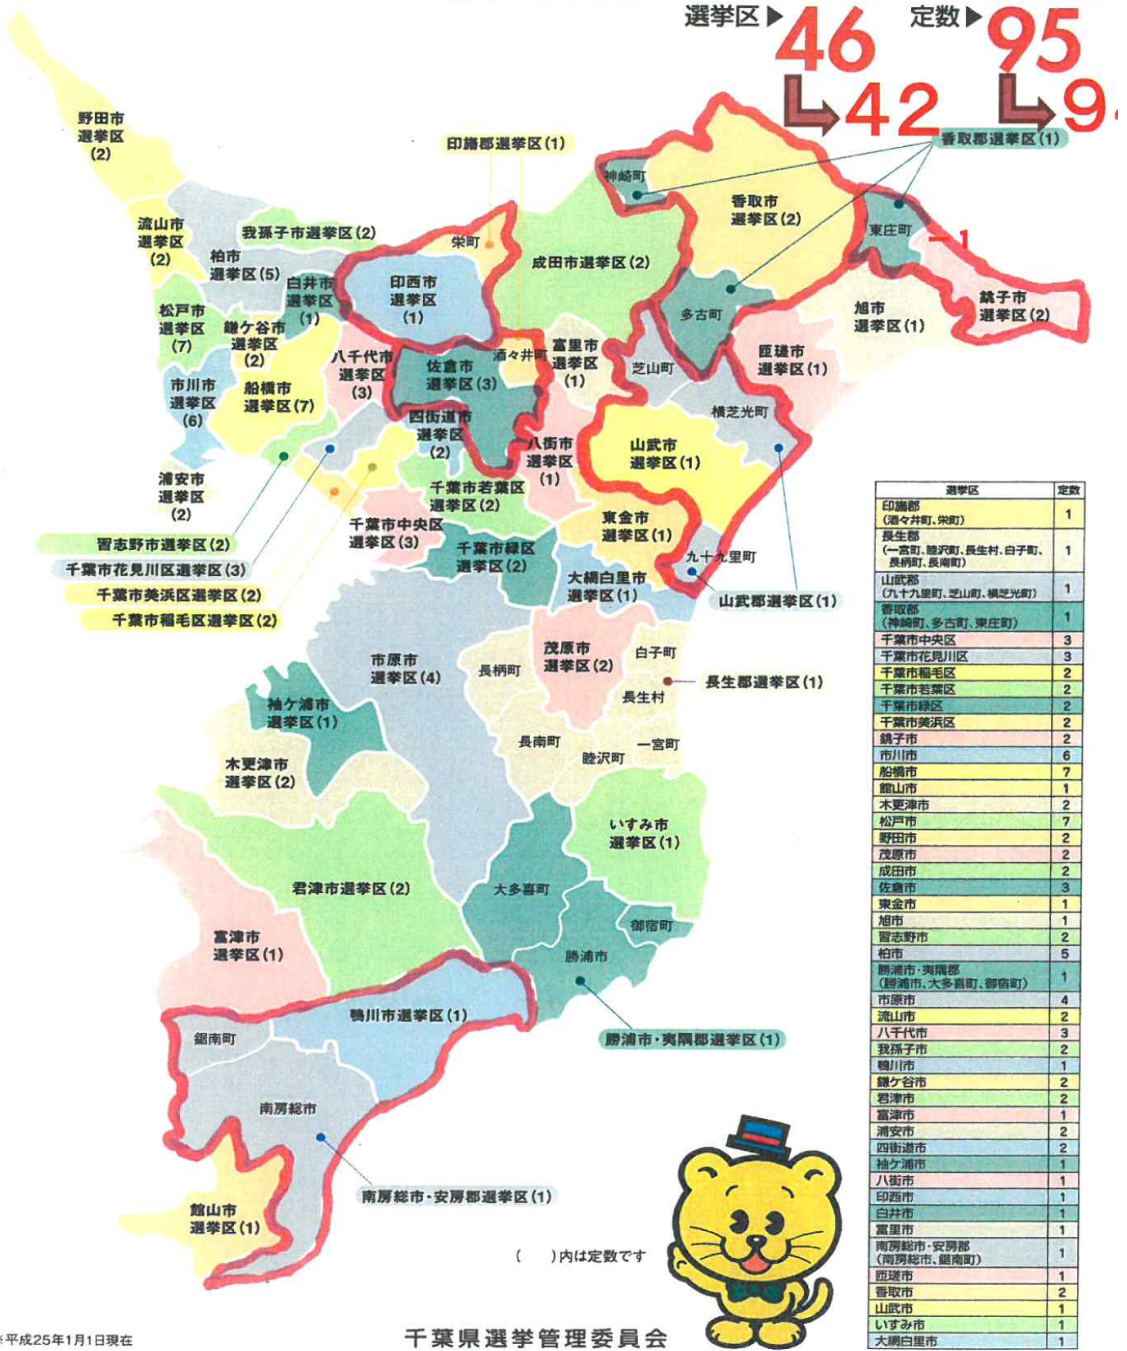 選挙区▶46
定数▶95
42
9
野田市
選挙区
(2)
印旛郡選挙区(1)
香取郡選挙区(1)
神崎町
香取市
選挙区(2)
東庄町
-1
流山市
選挙区
(2)
我孫子市選挙区(2)
柏市
選挙区(5)
栄町
成田市選挙区(2)
白井市
選挙区
(1)
印西市
選挙区
(1)
銚子市
選挙区(2)
旭市
選挙区(1)
多古町
松戸市
選挙区
(7)
鎌ケ谷市
選挙区
(2)
酒々井町
富里市
選挙区
(1)
八千代市
選挙区
(3)
佐倉市
選挙区(3)
芝山町
匝瑳市
選挙区(1)
市川市
選挙区
(6)
船橋市
選挙区(7)
横芝光町
四街道市
選挙区
(2)
八街市
選挙区
(1)
山武市
選挙区(1)
浦安市
選挙区
(2)
千葉市若葉区
選挙区(2)
千葉市中央区
選挙区(3)
東金市
選挙区(1)
習志野市選挙区(2)
千葉市花見川区選挙区(3)
千葉市美浜区選挙区(2)
千葉市稲毛区選挙区(2)
千葉市緑区
選挙区(2)
九十九里町
大網白里市
選挙区(1)
山武郡選挙区(1)
市原市
選挙区(4)
茂原市
選挙区(2)
白子町
長柄町
長生村
長生郡選挙区(1)
袖ケ浦市
選挙区(1)
長南町
睦沢町
一宮町
木更津市
選挙区(2)
いすみ市
選挙区(1)
君津市選挙区(2)
大多喜町
御宿町
富津市
選挙区(1)
勝浦市
鴨川市選挙区(1)
勝浦市・夷隅郡選挙区(1)
鋸南町
南房総市
南房総市・安房郡選挙区(1)
館山市
選挙区(1)
( )内は定数です
※平成25年1月1日現在
千葉県選挙管理委員会
選挙区 定数
印旛郡
(酒々井町、栄町) 1
長生郡
(一宮町、睦沢町、長生村、白子町、
長柄町、長南町) 1
山武郡
(九十九里町、芝山町、横芝光町) 1
香取郡
(神崎町、多古町、東庄町) 1
千葉市中央区 3
千葉市花見川区 3
千葉市稲毛区 2
千葉市若葉区 2
千葉市緑区 2
千葉市美浜区 2
銚子市 2
市川市 6
船橋市 7
館山市 1
木更津市 2
松戸市 7
野田市 2
茂原市 2
成田市 2
佐倉市 3
東金市 1
旭市 1
習志野市 2
柏市 5
勝浦市・夷隅郡
(勝浦市、大多喜町、御宿町) 1
市原市 4
流山市 2
八千代市 3
我孫子市 2
鴨川市 1
鎌ケ谷市 2
君津市 2
富津市 1
浦安市 2
四街道市 2
袖ケ浦市 1
八街市 1
印西市 1
白井市 1
富里市 1
南房総市・安房郡
(南房総市、鋸南町) 1
匝瑳市 1
香取市 2
山武市 1
いすみ市 1
大網白里市 1